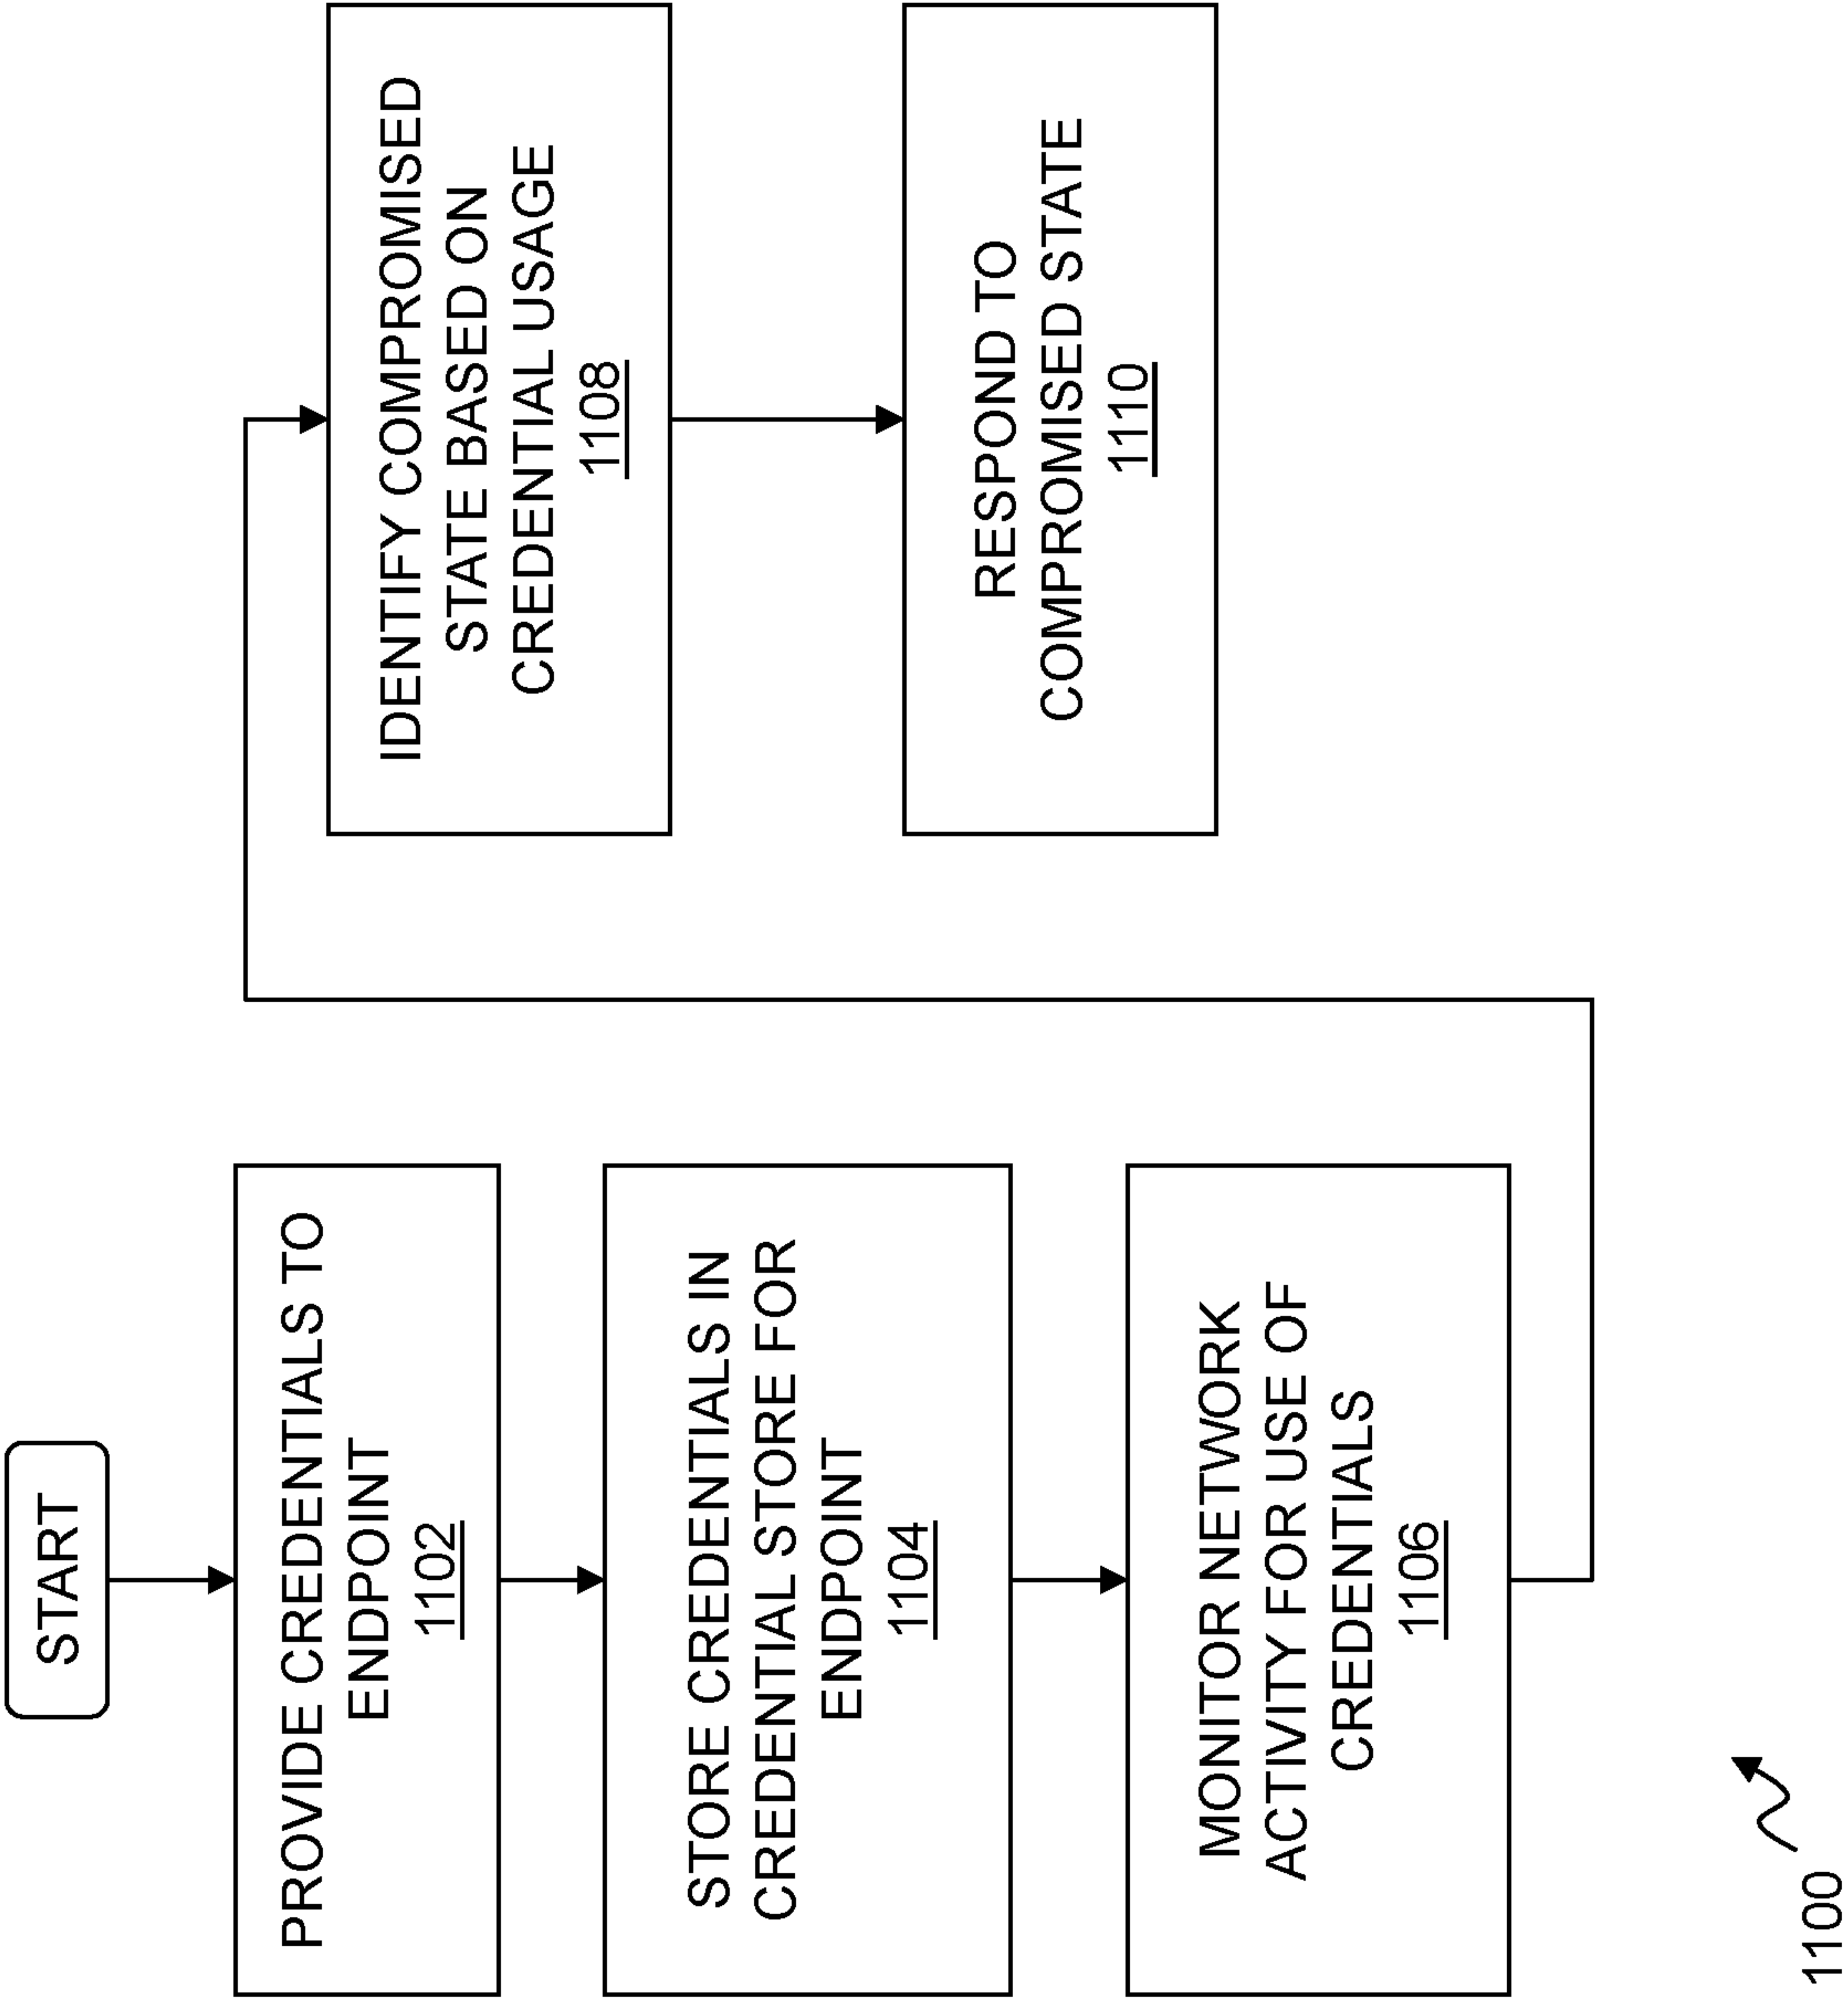 START
PROVIDE CREDENTIALS TO
ENDPOINT
1102
STORE CREDENTIALS IN
CREDENTIAL STORE FOR
ENDPOINT
1104
MONITOR NETWORK
ACTIVITY FOR USE OF
CREDENTIALS
1106
IDENTIFY COMPROMISED
STATE BASED ON
CREDENTIAL USAGE
1108
RESPOND TO
COMPROMISED STATE
1110
1100